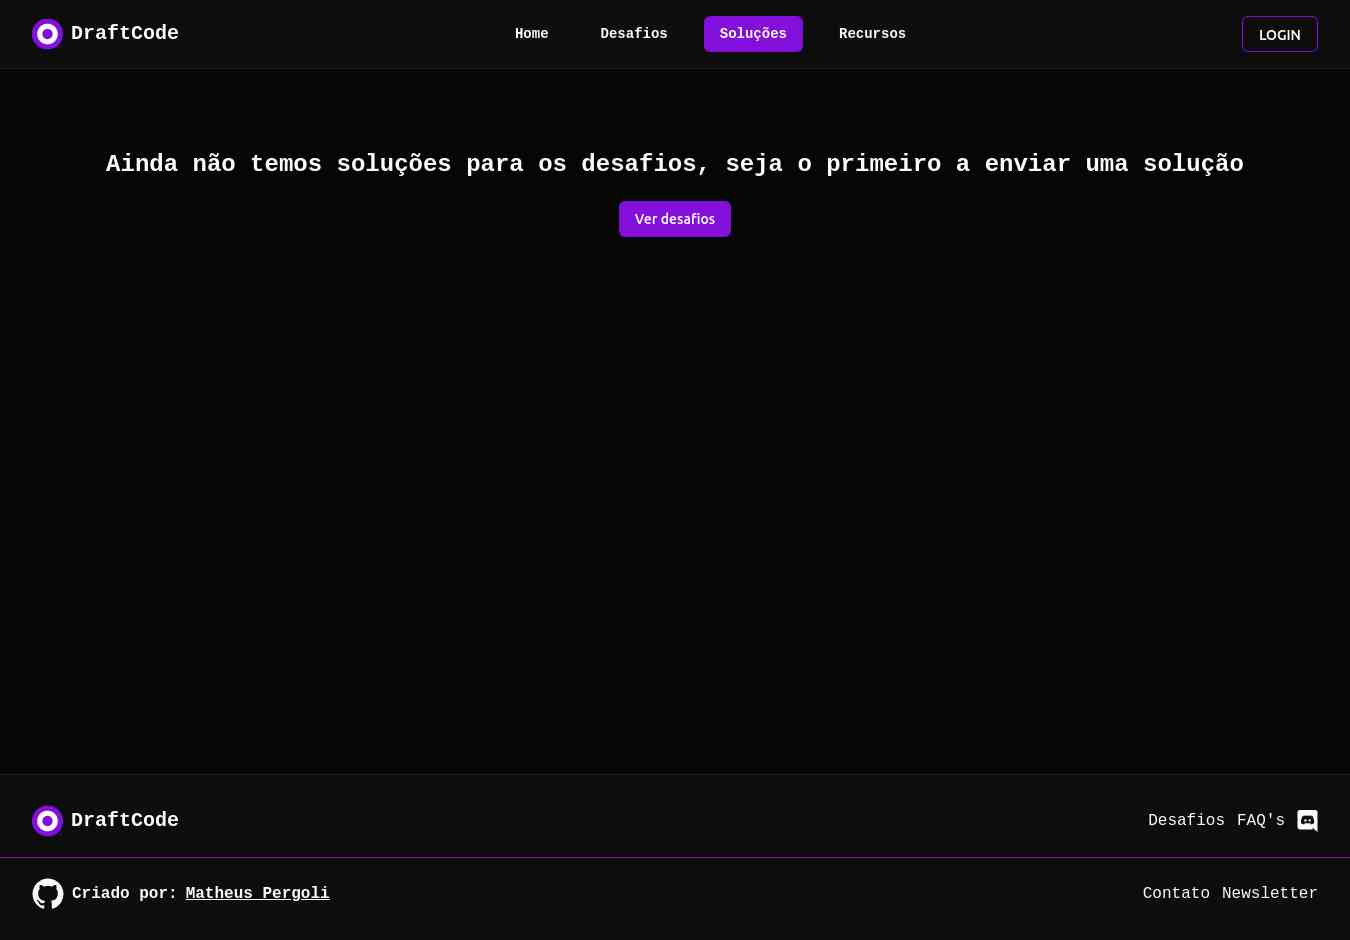 DraftCode Home Desafios Soluções Recursos LOGIN
Ainda não temos soluções para os desafios, seja o primeiro a enviar uma solução
Ver desafios
DraftCode Desafios FAQ's
Criado por: Matheus Pergoli Contato Newsletter